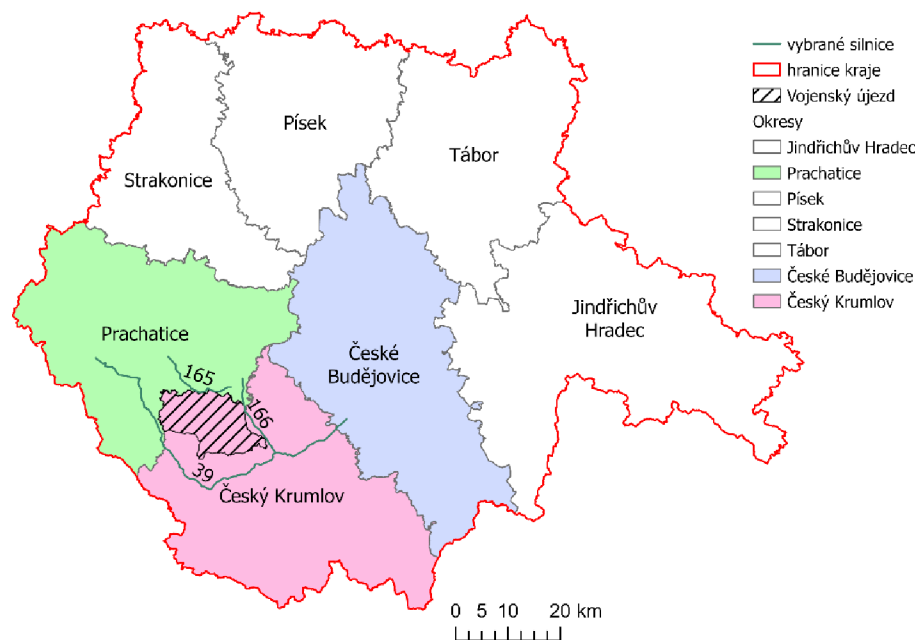 vybrané silnice
hranice kraje
Vojenský újezd
Okresy
Jindřichův Hradec
Prachatice
Písek
Strakonice
Tábor
České Budějovice
Český Krumlov
Písek
Tábor
Strakonice
Jindřichův
Hradec
Prachatice
České
Budějovice
165
166
39
Český Krumlov
0 5 10 20 km